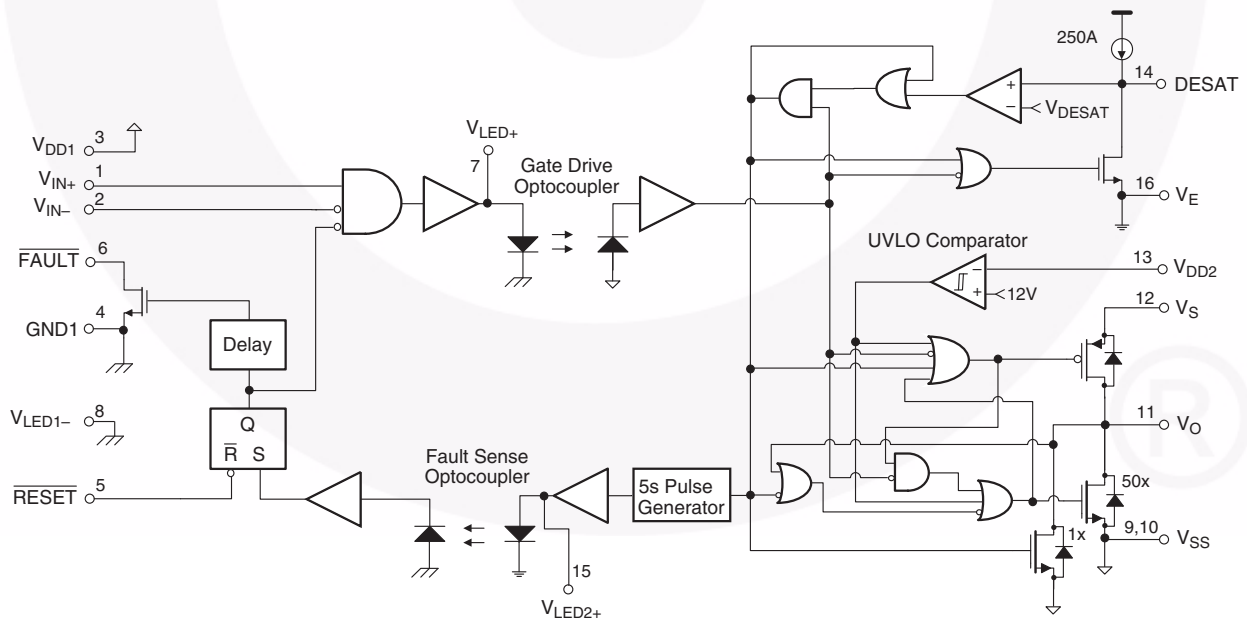 250A
14
DESAT
+
–
V_DESAT
V_LED+
7
3
V_DD1
Gate Drive
Optocoupler
1
V_IN+
2
V_IN–
16
V_E
UVLO Comparator
6
FAULT
–
+
12V
13
V_DD2
12
V_S
4
GND1
Delay
8
V_LED1–
Q
R S
11
V_O
Fault Sense
Optocoupler
5s Pulse
Generator
5
RESET
50x
1x
9,10
V_SS
15
V_LED2+
®